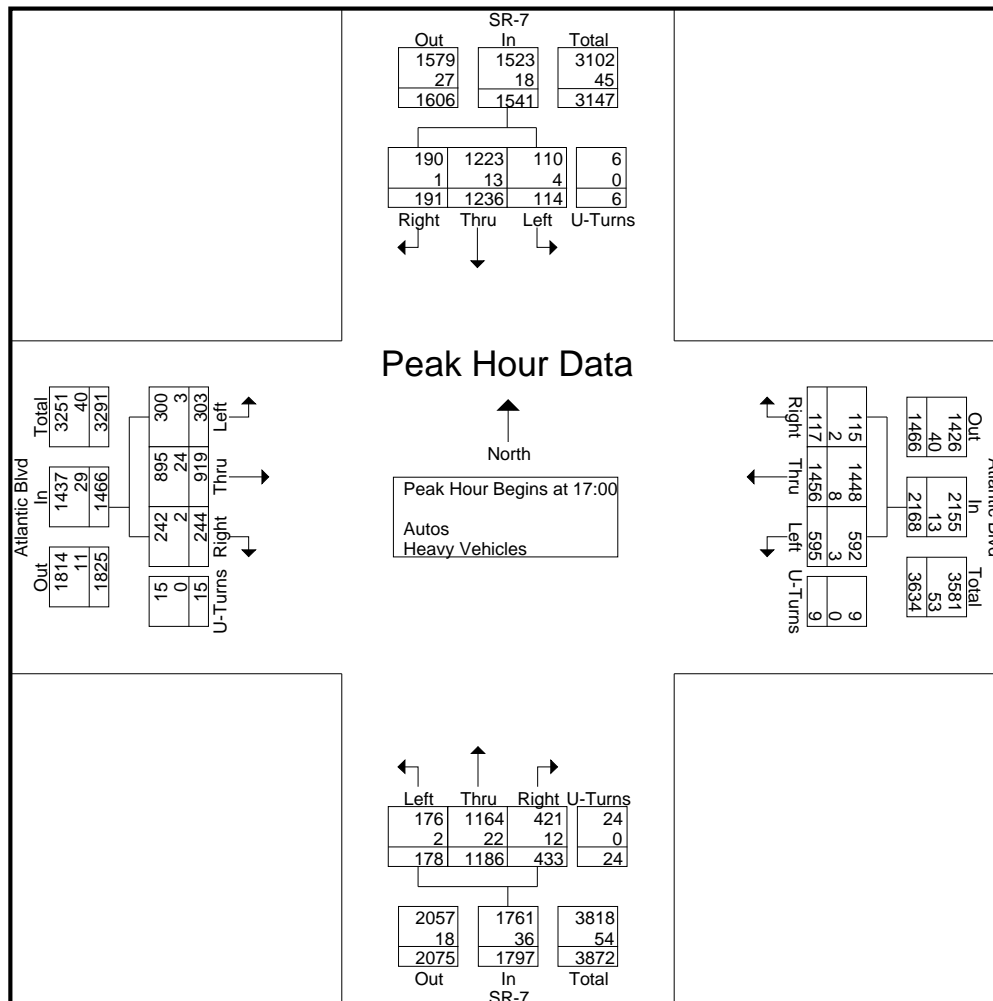 SR-7
Out In Total
1579 1523 3102
27 18 45
1606 1541 3147
190 1223 110 6
1 13 4 0
191 1236 114 6
Right Thru Left U-Turns
Peak Hour Data
North
Peak Hour Begins at 17:00
Autos
Heavy Vehicles
Atlantic Blvd
Out In Total
1814 1437 3251
11 29 40
1825 1466 3291
15 242 895 300
0 2 24 3
15 244 919 303
U-Turns Right Thru Left
Atlantic Blvd
Out In Total
1426 2155 3581
40 13 53
1466 2168 3634
115 1448 592 9
2 8 3 0
117 1456 595 9
Right Thru Left U-Turns
Left Thru Right U-Turns
176 1164 421 24
2 22 12 0
178 1186 433 24
2057 1761 3818
18 36 54
2075 1797 3872
Out In Total
SR-7